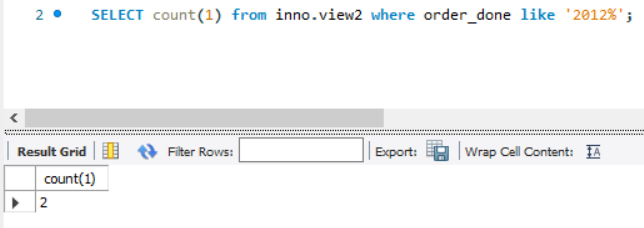 2 SELECT count(1) from inno.view2 where order_done like '2012%';
Result Grid Filter Rows: Export: Wrap Cell Content: IA
count(1)
2